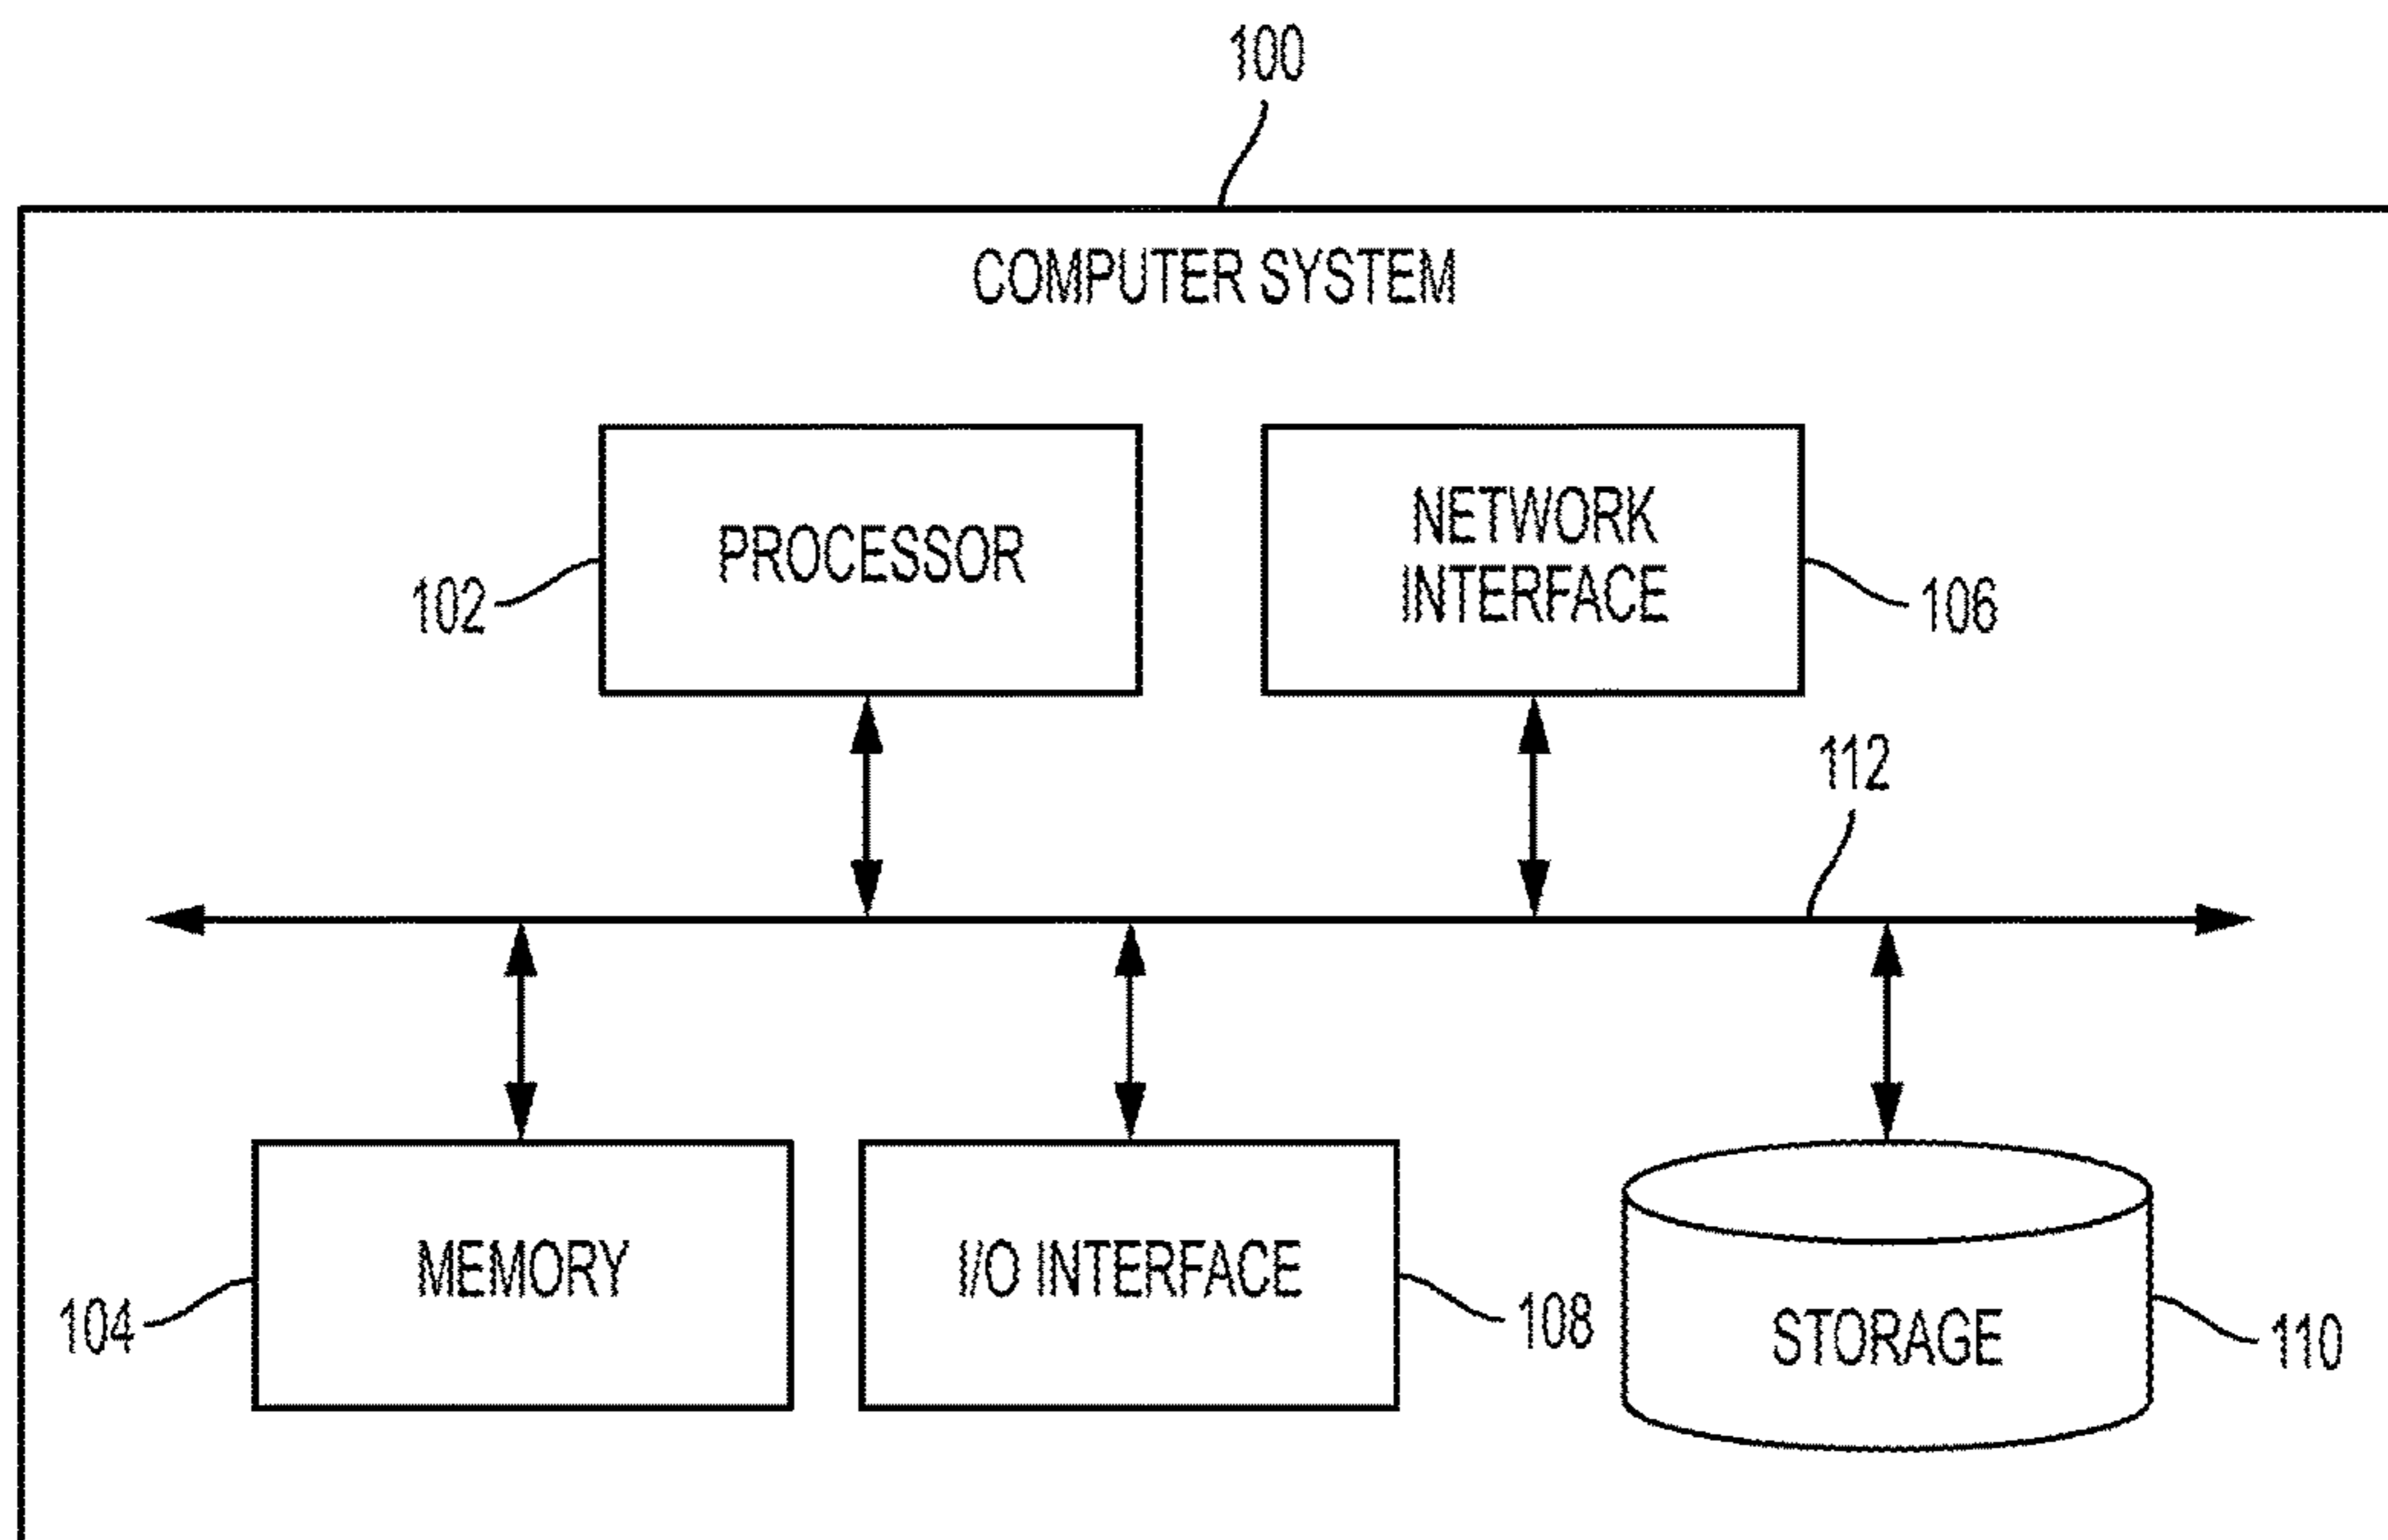 100
COMPUTER SYSTEM
PROCESSOR
NETWORK
INTERFACE
102
106
112
MEMORY
I/O INTERFACE
STORAGE
104
108
110